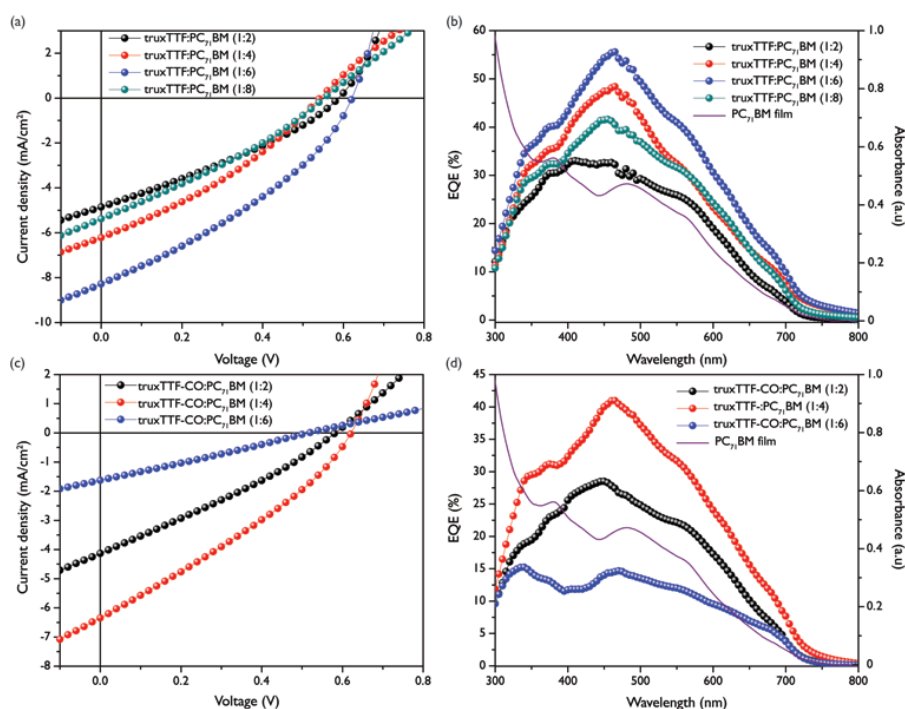 (a)
truxTTF:PC71BM (1:2)
truxTTF:PC71BM (1:4)
truxTTF:PC71BM (1:6)
truxTTF:PC71BM (1:8)
2
0
-2
-4
-6
-8
-10
Current density (mA/cm²)
0.0 0.2 0.4 0.6 0.8
Voltage (V)
(b)
truxTTF:PC71BM (1:2)
truxTTF:PC71BM (1:4)
truxTTF:PC71BM (1:6)
truxTTF:PC71BM (1:8)
PC71BM film
60
55
50
45
40
35
30
25
20
15
10
5
0
EQE (%)
1.0
0.8
0.6
0.4
0.2
0
Absorbance (a.u)
300 400 500 600 700 800
Wavelength (nm)
(c)
truxTTF-CO:PC71BM (1:2)
truxTTF-CO:PC71BM (1:4)
truxTTF-CO:PC71BM (1:6)
2
1
0
-1
-2
-3
-4
-5
-6
-7
-8
Current density (mA/cm²)
0.0 0.2 0.4 0.6 0.8
Voltage (V)
(d)
truxTTF-CO:PC71BM (1:2)
truxTTF-:PC71BM (1:4)
truxTTF-CO:PC71BM (1:6)
PC71BM film
45
40
35
30
25
20
15
10
5
0
EQE (%)
1.0
0.8
0.6
0.4
0.2
0
Absorbance (a.u)
300 400 500 600 700 800
Wavelength (nm)